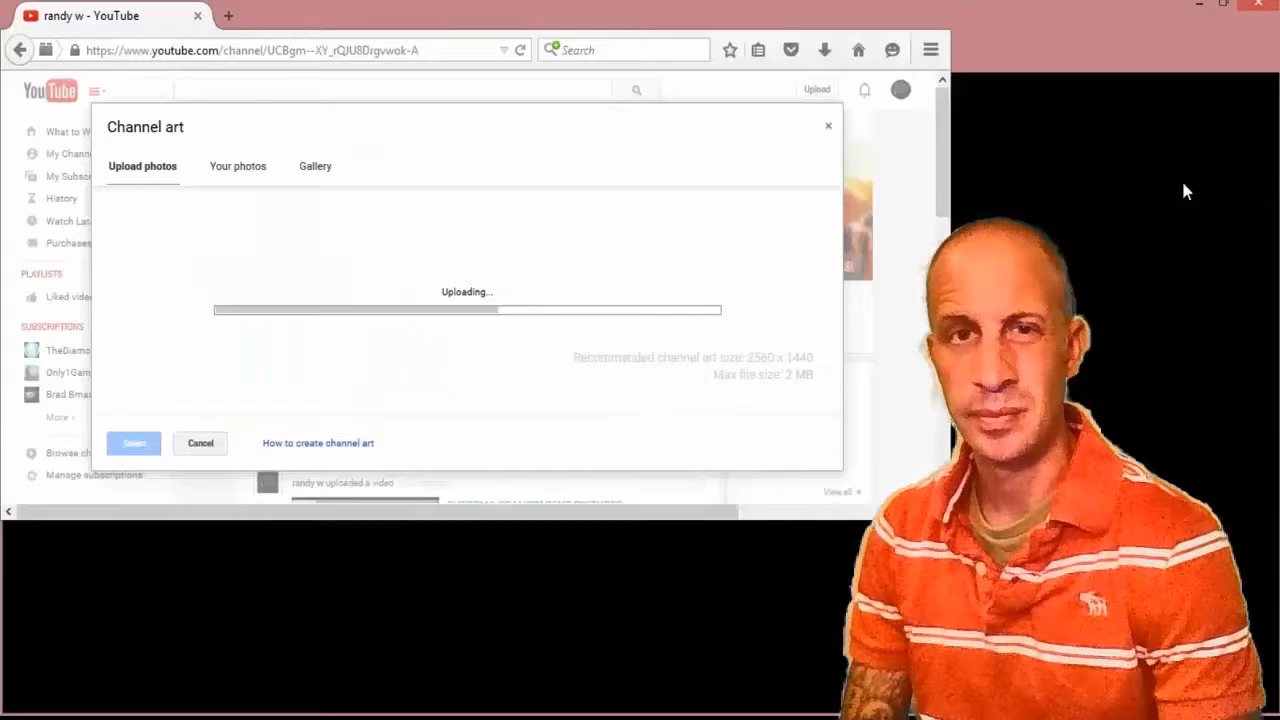 randy w - YouTube
https://www.youtube.com/channel/UCBgm--XY_rQJU8Drgvwok-A
Search
YouTube
Upload
What to W
My Chann
My Subsc
History
Watch Lat
Purchases
PLAYLISTS
Liked vide
SUBSCRIPTIONS
TheDiamo
Only1Gam
Brad Bma
More
Browse ch
Manage subscriptions
Channel art
Upload photos Your photos Gallery
Uploading...
Recommended channel art size: 2560 x 1440
Max file size: 2 MB
Select Cancel How to create channel art
randy w uploaded a video
View all